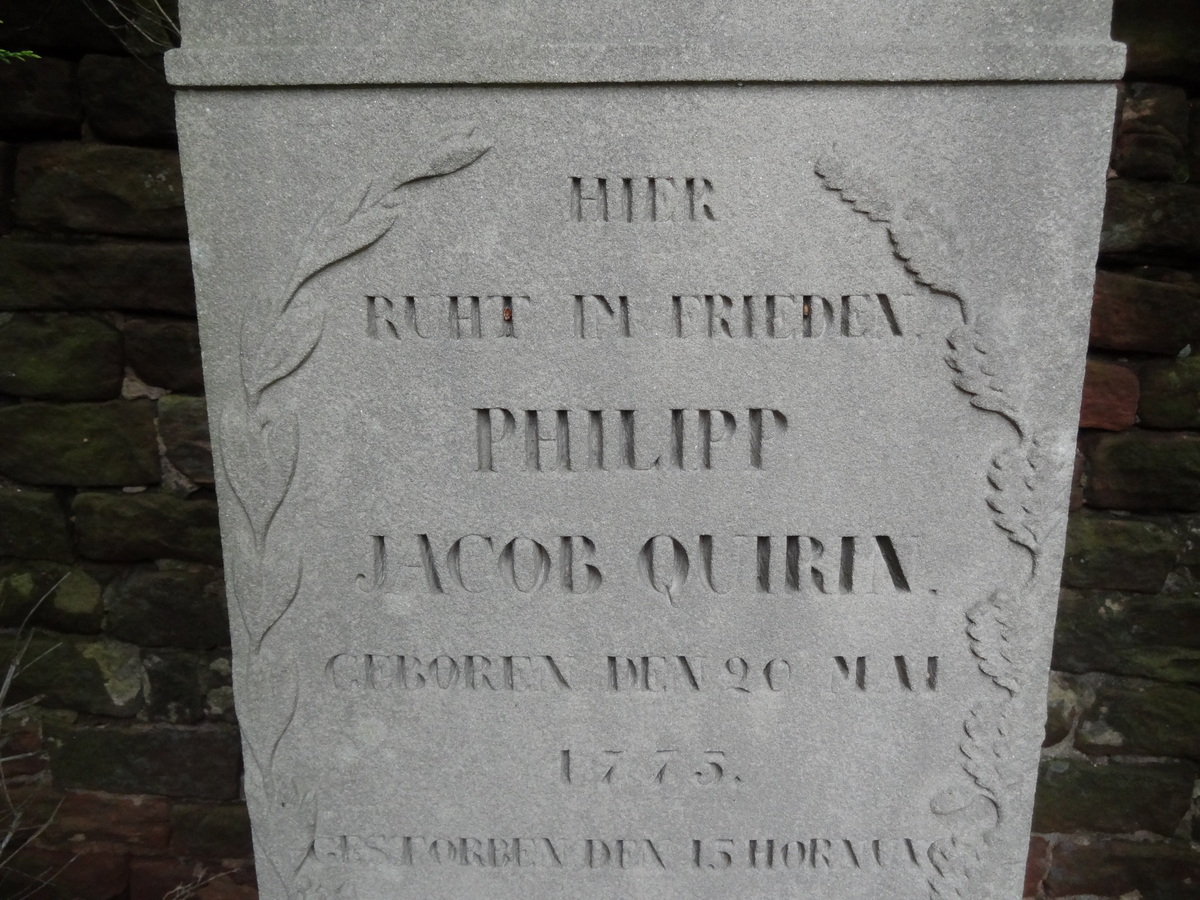 HIER
RUHT IM FRIEDEN.
PHILIPP
JACOB QUIRIN.
GEBOREN DEN 20 MAI
1775.
GESTORBEN DEN 15 HORNUNG